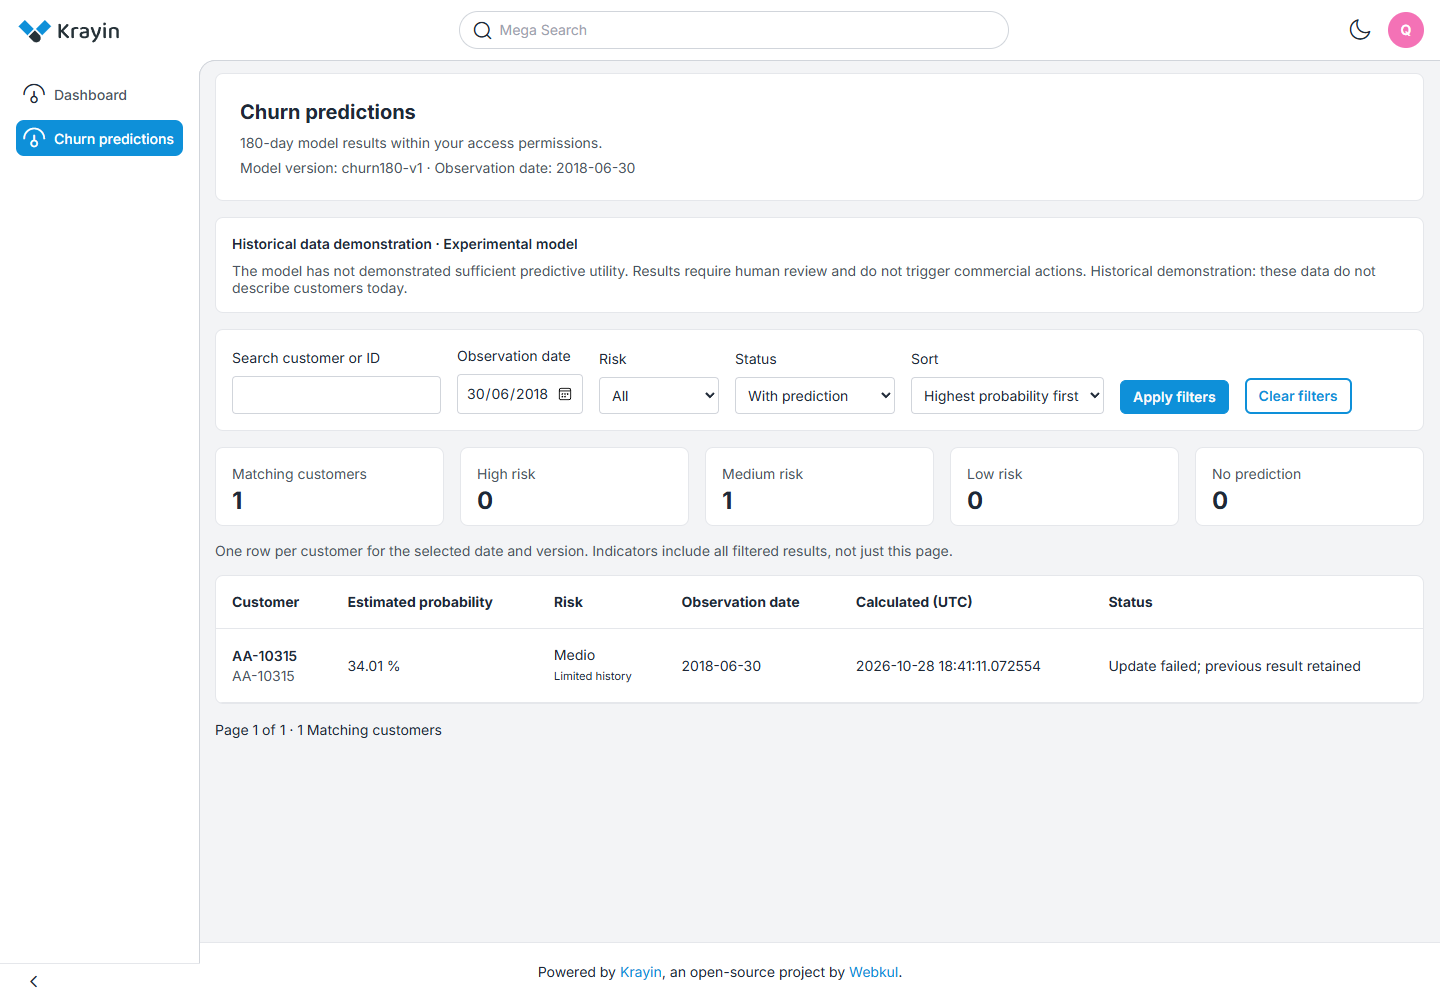 Krayin
Mega Search
Q
Dashboard
Churn predictions
Churn predictions
180-day model results within your access permissions.
Model version: churn180-v1 · Observation date: 2018-06-30
Historical data demonstration · Experimental model
The model has not demonstrated sufficient predictive utility. Results require human review and do not trigger commercial actions. Historical demonstration: these data do not
describe customers today.
Search customer or ID
Observation date
30/06/2018
Risk
All
Status
With prediction
Sort
Highest probability first
Apply filters
Clear filters
Matching customers
1
High risk
0
Medium risk
1
Low risk
0
No prediction
0
One row per customer for the selected date and version. Indicators include all filtered results, not just this page.
Customer Estimated probability Risk Observation date Calculated (UTC) Status
AA-10315
AA-10315
34.01 %
Medio
Limited history
2018-06-30
2026-10-28 18:41:11.072554
Update failed; previous result retained
Page 1 of 1 · 1 Matching customers
Powered by Krayin, an open-source project by Webkul.